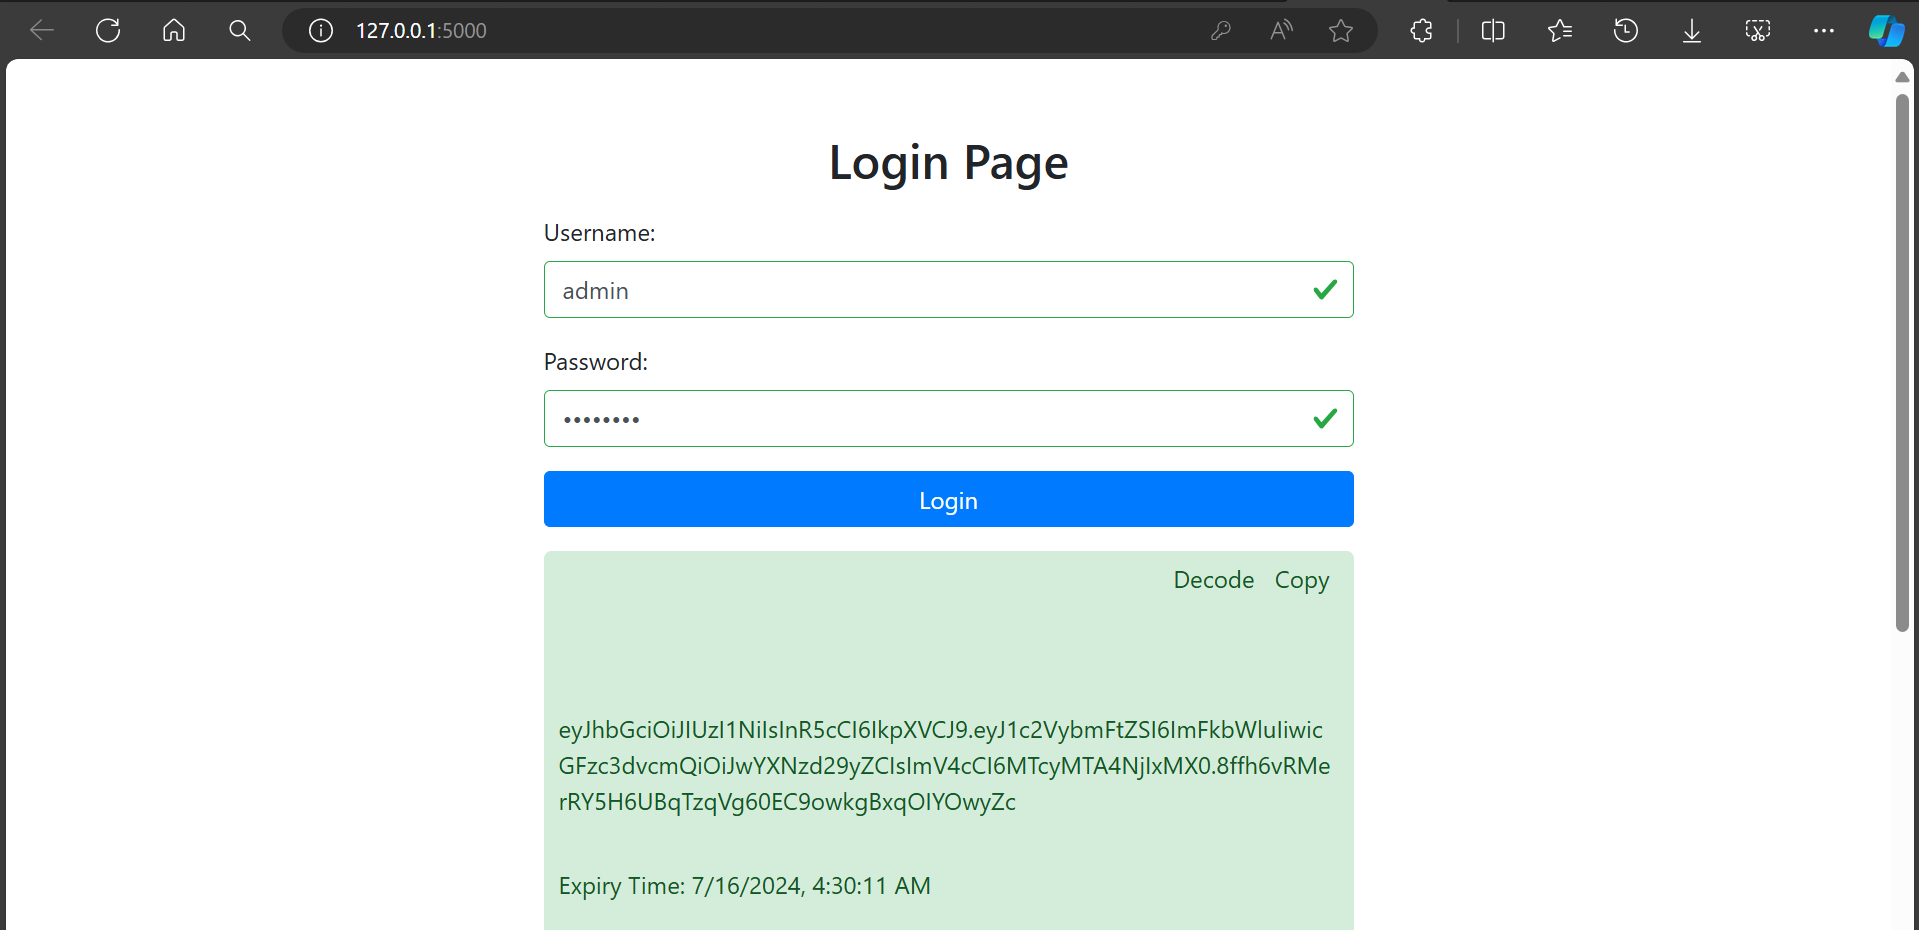 127.0.0.1:5000
Login Page
Username:
admin
Password:
Login
Decode Copy
eyJhbGciOiJIUzI1NiIsInR5cCI6IkpXVCJ9.eyJ1c2VybmFtZSI6ImFkbWluIiwic
GFzc3dvcmQiOiJwYXNzd29yZCIsImV4cCI6MTcyMTA4NjIxMX0.8ffh6vRMe
rRY5H6UBqTzqVg60EC9owkgBxqOIYOwyZc
Expiry Time: 7/16/2024, 4:30:11 AM